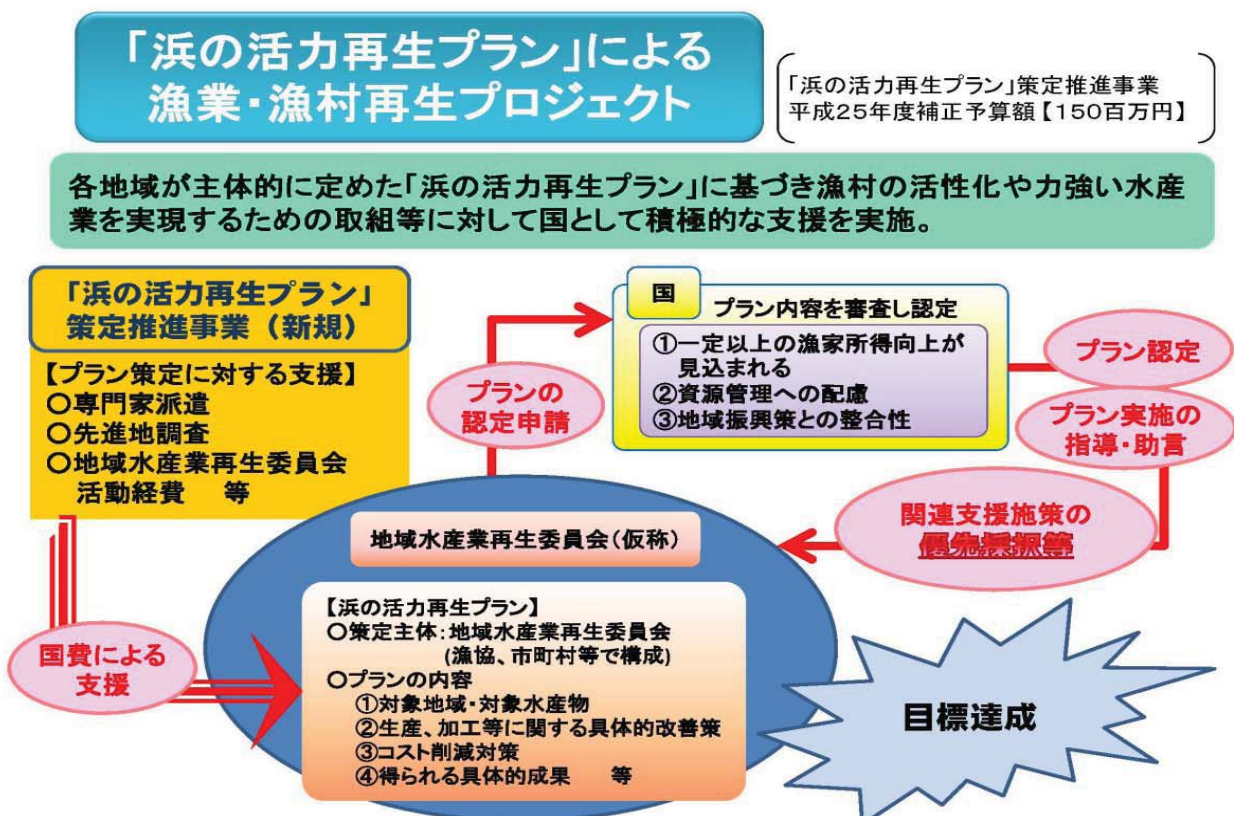 「浜の活力再生プラン」による
漁業・漁村再生プロジェクト
「浜の活力再生プラン」策定推進事業
平成25年度補正予算額【150百万円】
各地域が主体的に定めた「浜の活力再生プラン」に基づき漁村の活性化や力強い水産
業を実現するための取組等に対して国として積極的な支援を実施。
「浜の活力再生プラン」
策定推進事業（新規）
【プラン策定に対する支援】
○専門家派遣
○先進地調査
○地域水産業再生委員会
活動経費　等
国費による
支援
プランの
認定申請
国
プラン内容を審査し認定
①一定以上の漁家所得向上が
見込まれる
②資源管理への配慮
③地域振興策との整合性
プラン認定
プラン実施の
指導・助言
関連支援施策の
優先採択等
地域水産業再生委員会（仮称）
【浜の活力再生プラン】
○策定主体：地域水産業再生委員会
（漁協、市町村等で構成）
○プランの内容
①対象地域・対象水産物
②生産、加工等に関する具体的改善策
③コスト削減対策
④得られる具体的成果　等
目標達成